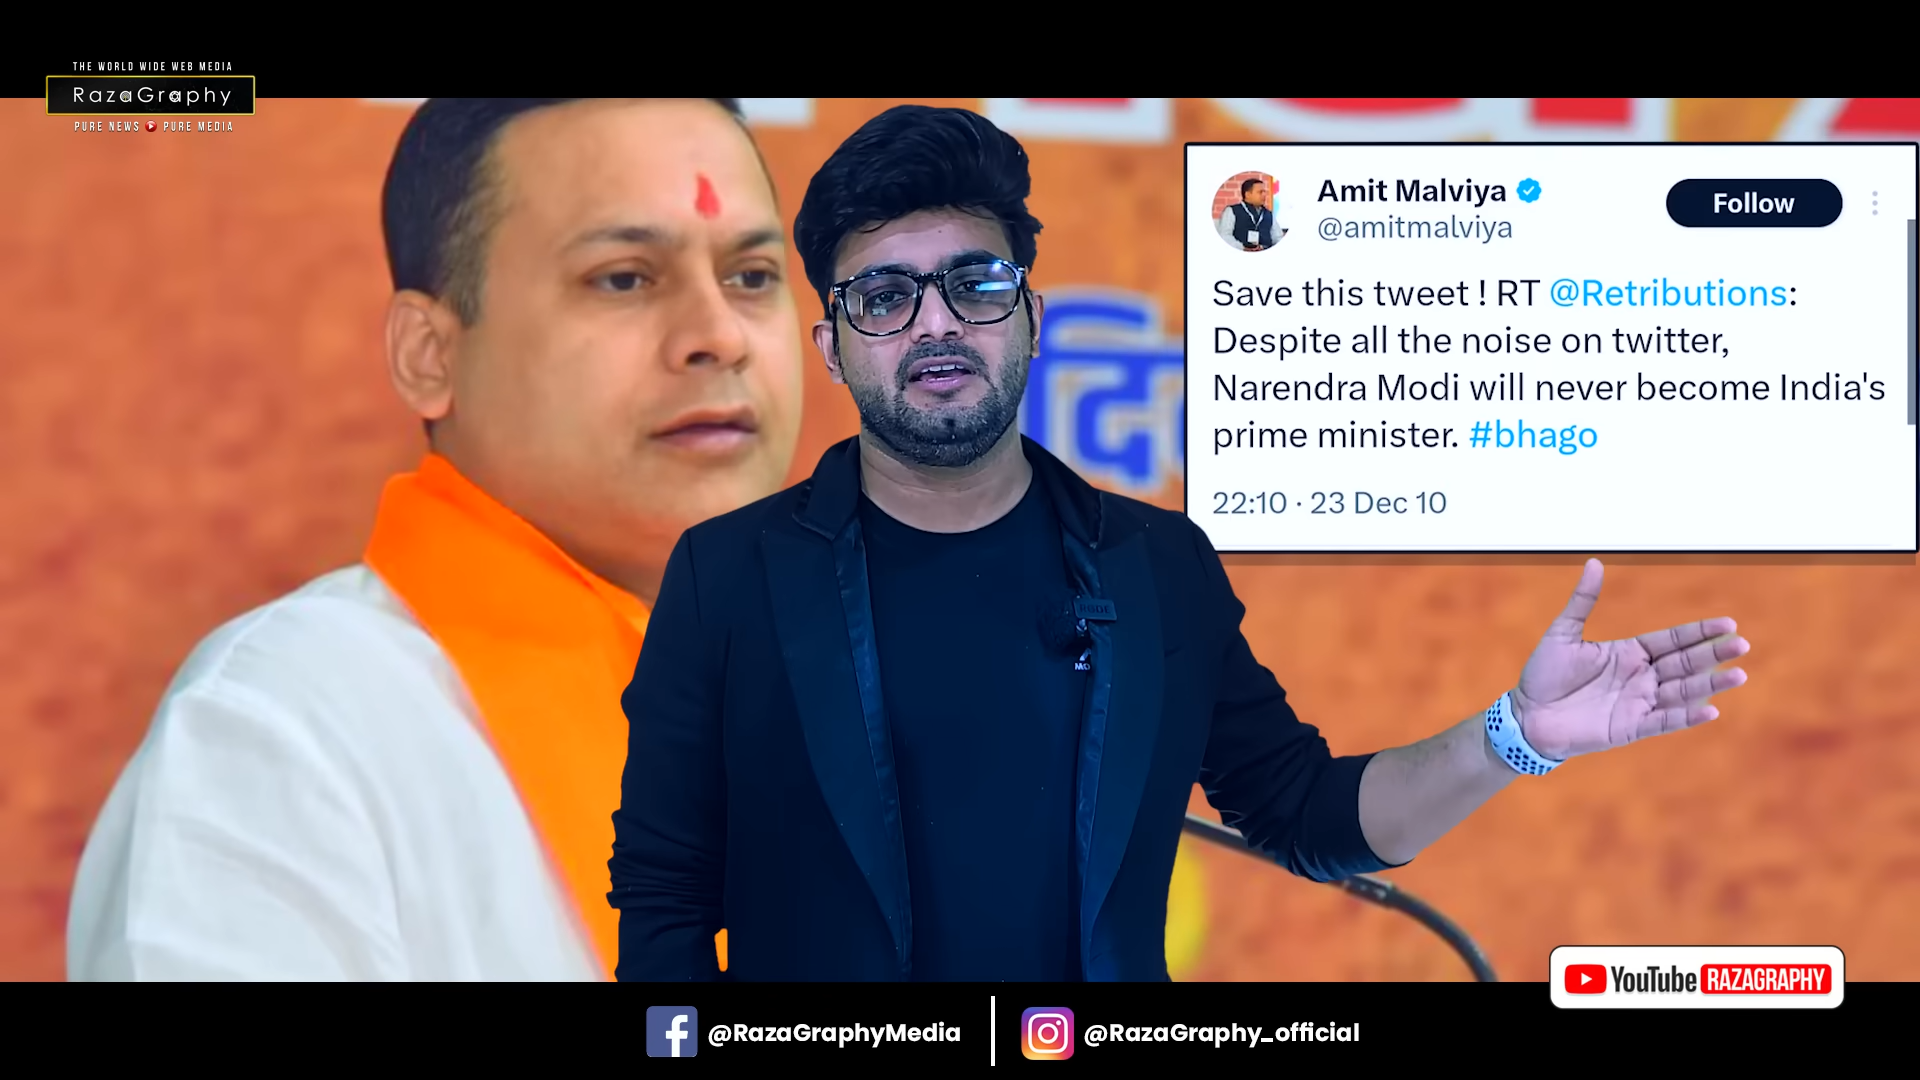 THE WORLD WIDE WEB MEDIA
RazaGraphy
PURE NEWS PURE MEDIA
Amit Malviya
@amitmalviya
Follow
Save this tweet ! RT @Retributions:
Despite all the noise on twitter,
Narendra Modi will never become India's
prime minister. #bhago
22:10 · 23 Dec 10
RODE
MO
YouTube RAZAGRAPHY
@RazaGraphyMedia
@RazaGraphy_official